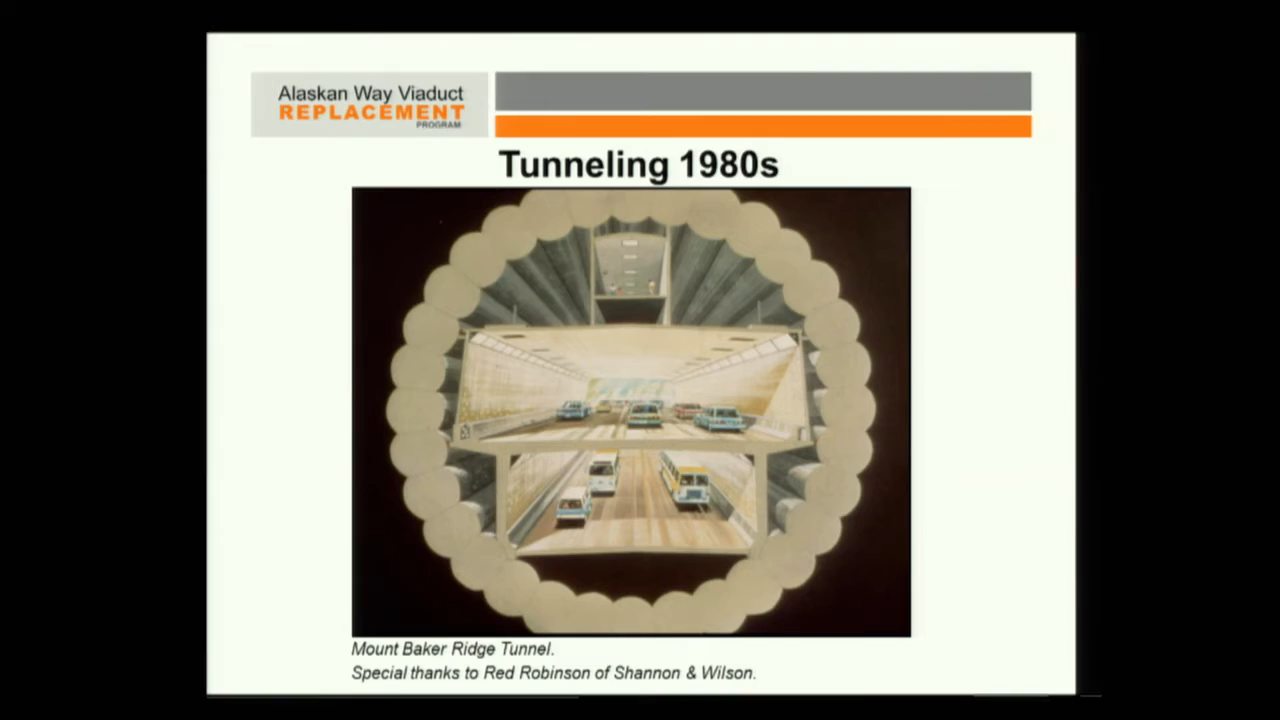 Alaskan Way Viaduct
REPLACEMENT
PROGRAM
Tunneling 1980s
Mount Baker Ridge Tunnel.
Special thanks to Red Robinson of Shannon & Wilson.